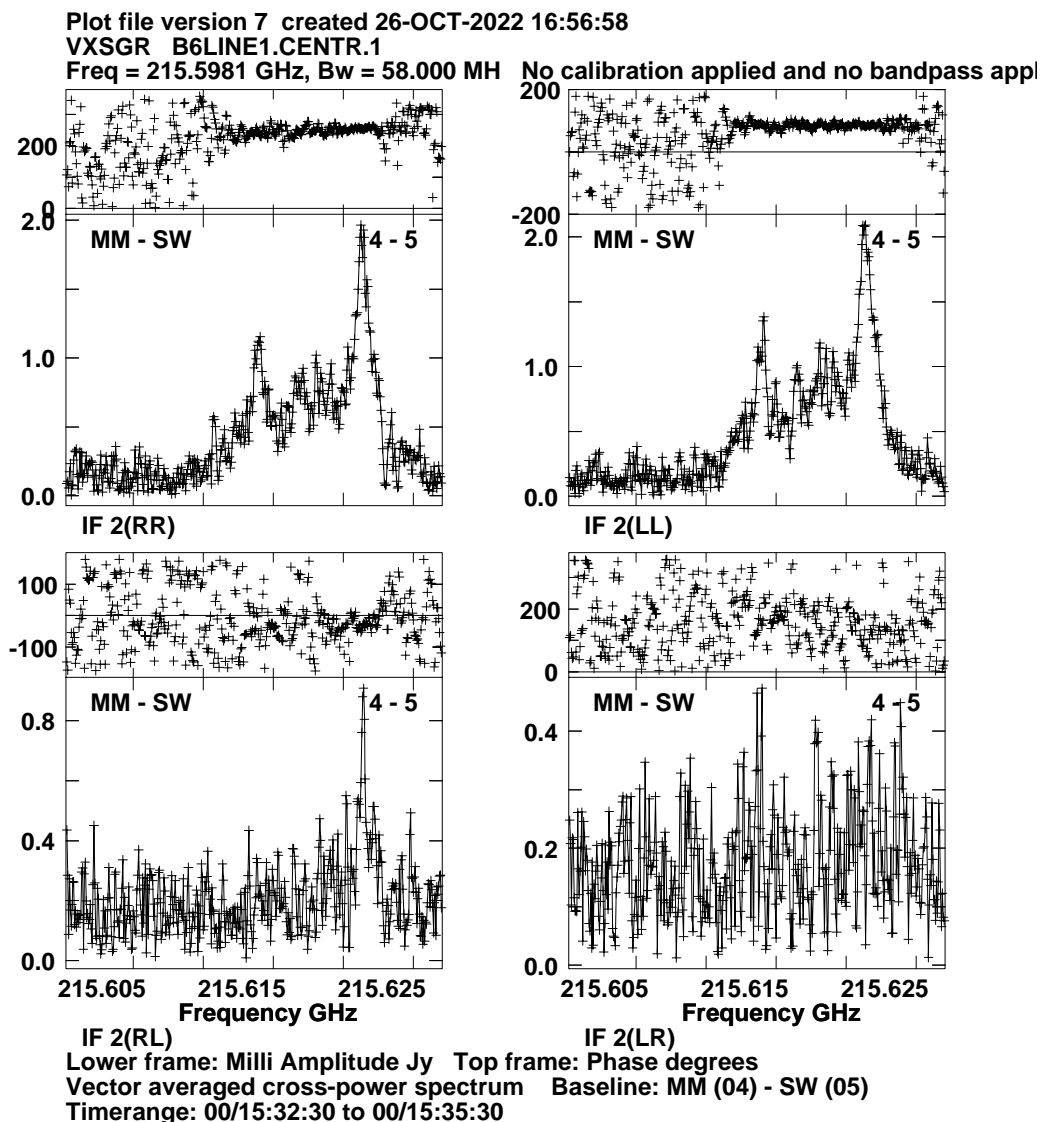 Plot file version 7 created 26-OCT-2022 16:56:58
VXSGR B6LINE1.CENTR.1
Freq = 215.5981 GHz, Bw = 58.000 MH No calibration applied and no bandpass appl
200
0
2.0
1.0
0.0
MM - SW 4 - 5
IF 2(RR)
200
-200
2.0
1.0
0.0
MM - SW 4 - 5
IF 2(LL)
100
-100
0.8
0.4
0.0
MM - SW 4 - 5
215.605 215.615 215.625
Frequency GHz
IF 2(RL)
200
0
0.4
0.2
0.0
MM - SW 4 - 5
215.605 215.615 215.625
Frequency GHz
IF 2(LR)
Lower frame: Milli Amplitude Jy Top frame: Phase degrees
Vector averaged cross-power spectrum Baseline: MM (04) - SW (05)
Timerange: 00/15:32:30 to 00/15:35:30